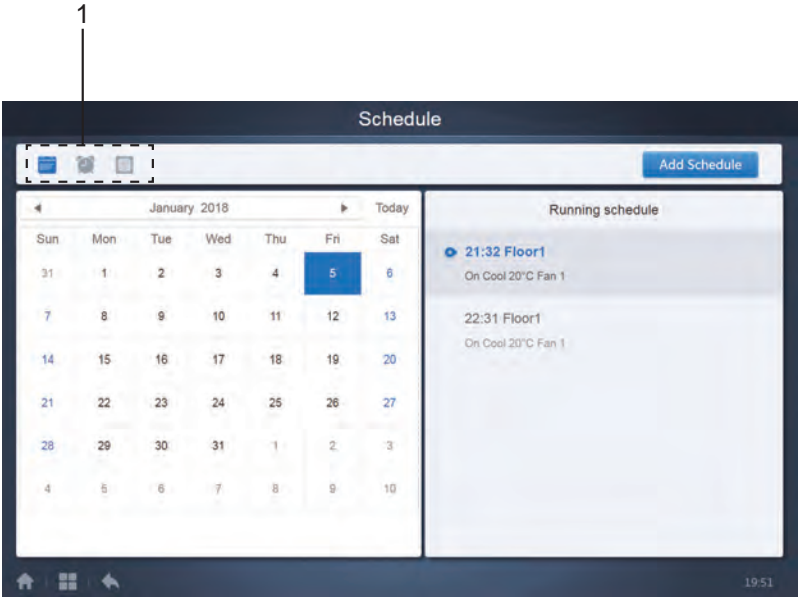 1
Schedule
Add Schedule
January 2018 Today
Sun Mon Tue Wed Thu Fri Sat
31 1 2 3 4 5 6
7 8 9 10 11 12 13
14 15 16 17 18 19 20
21 22 23 24 25 26 27
28 29 30 31 1 2 3
4 5 6 7 8 9 10
Running schedule
21:32 Floor1
On Cool 20°C Fan 1
22:31 Floor1
On Cool 20°C Fan 1
19:51